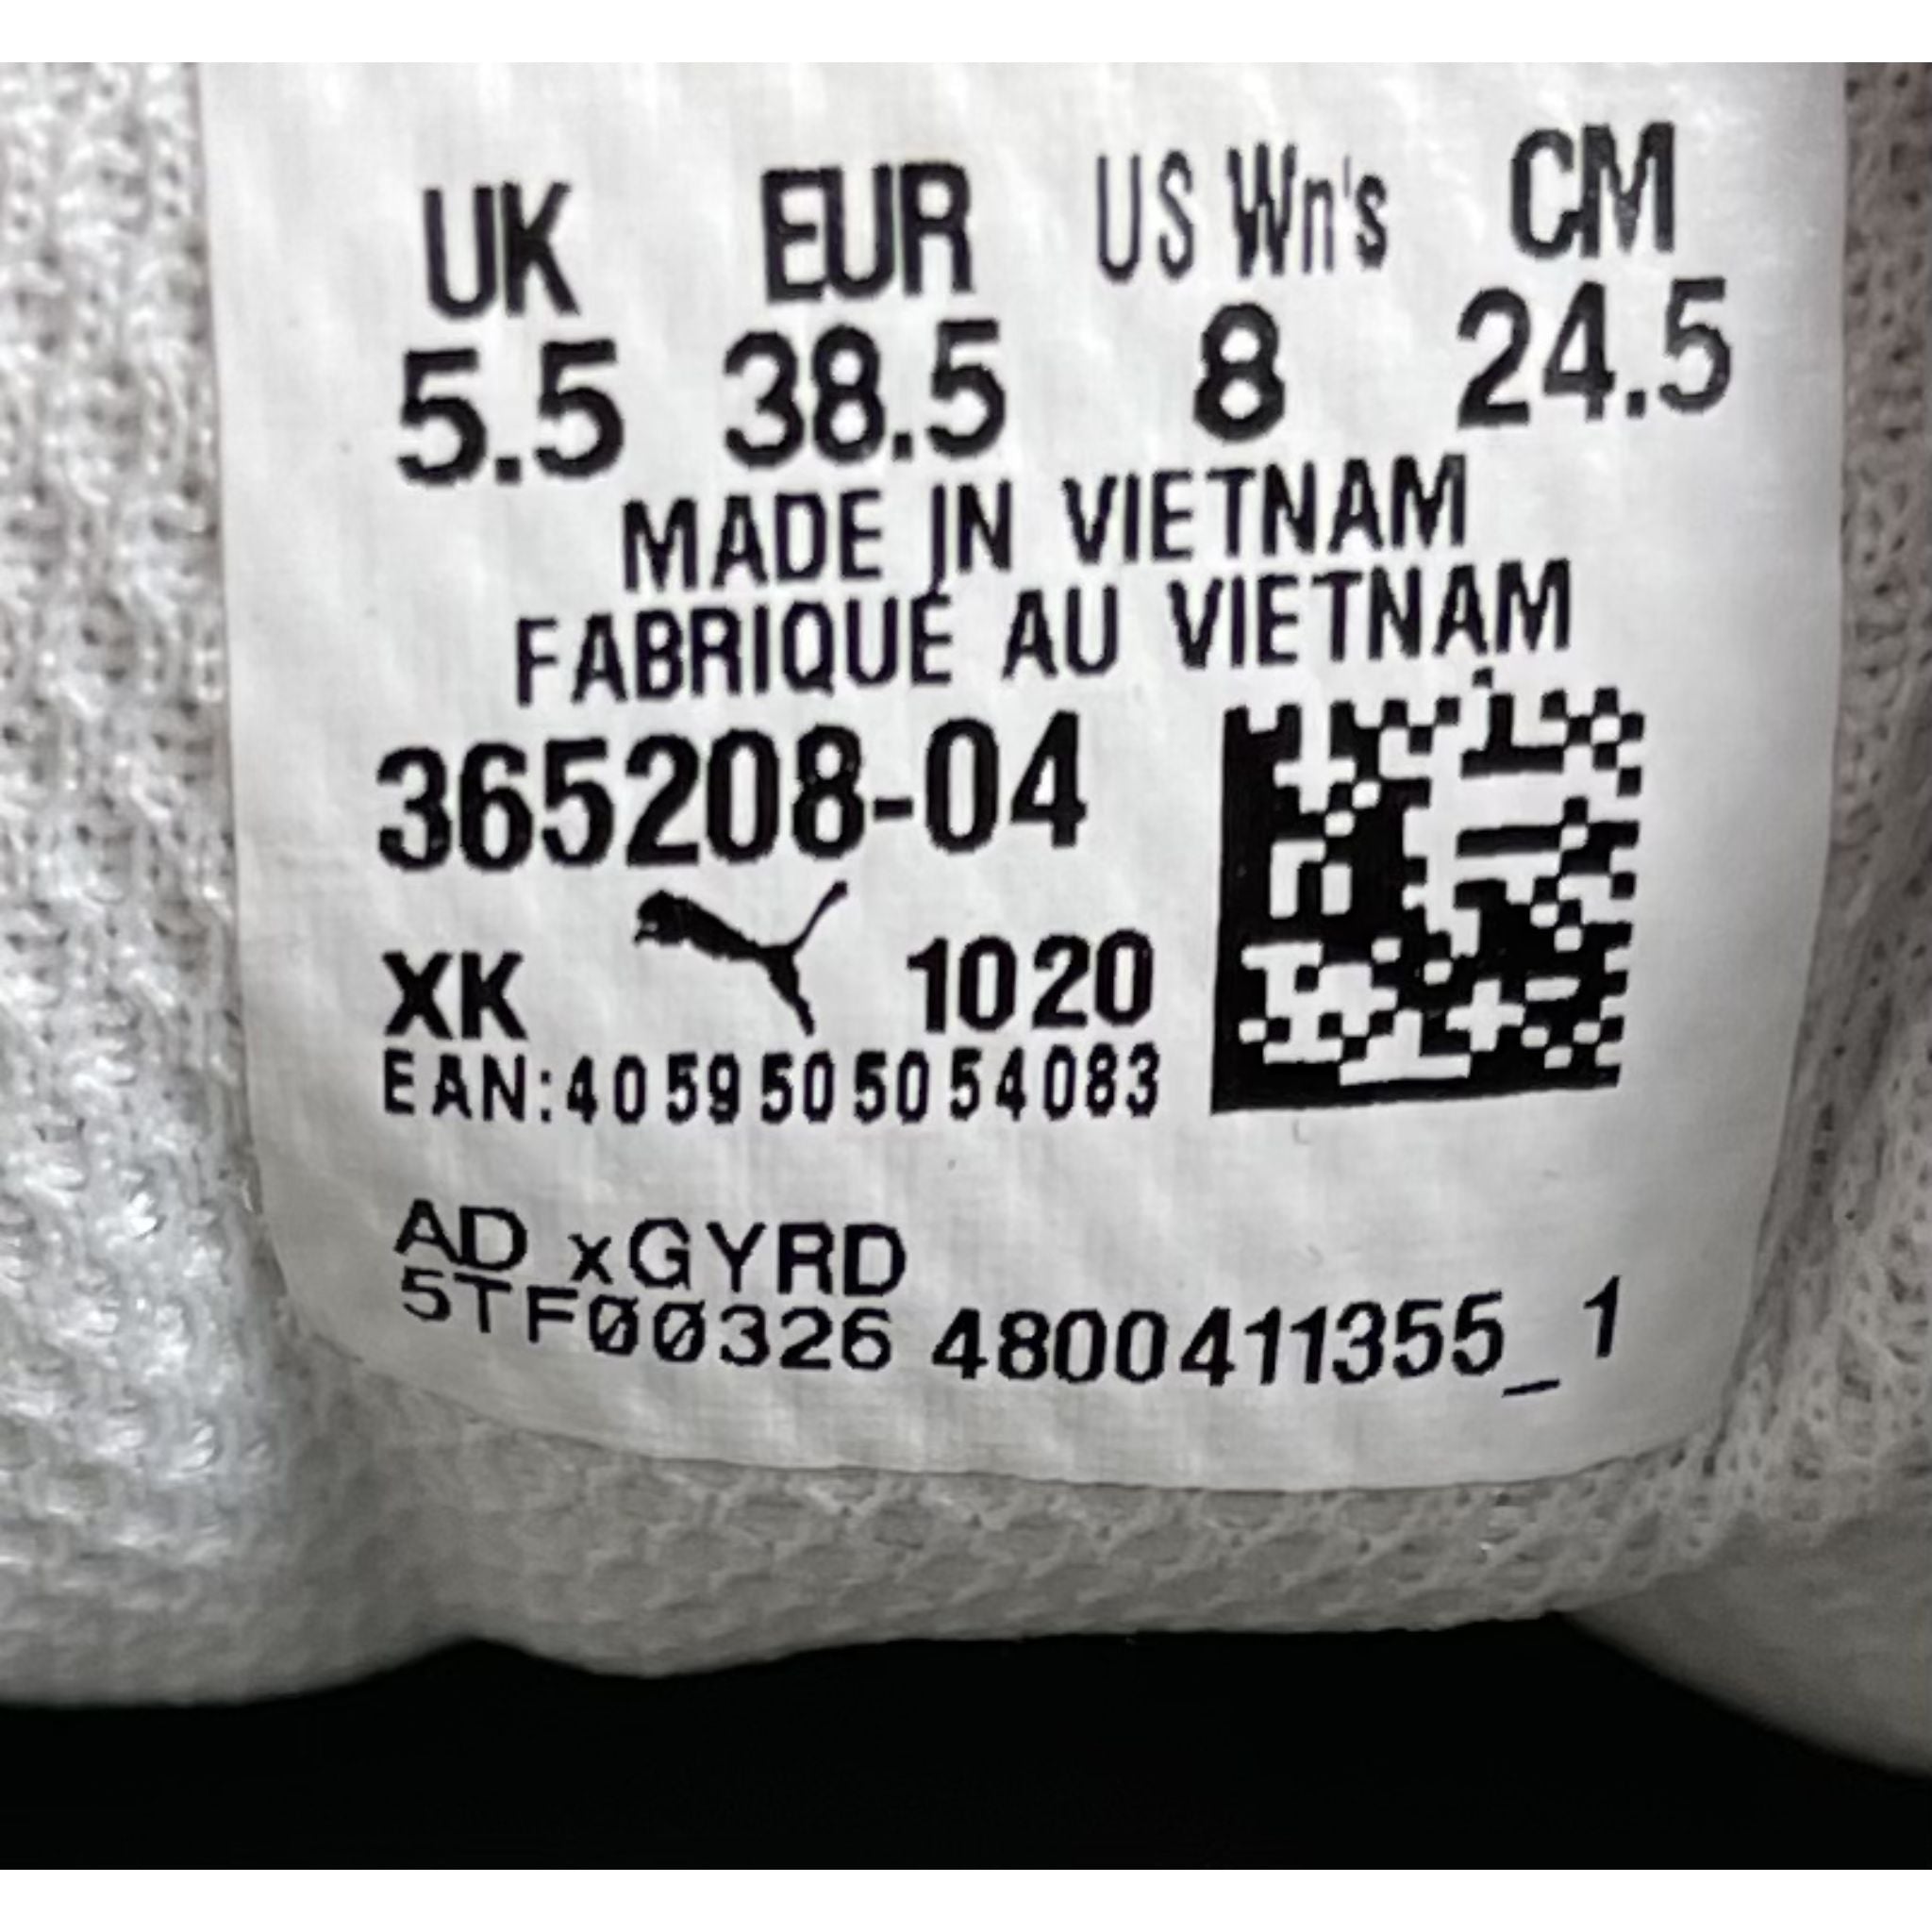 UK EUR US Wn's CM
5.5 38.5 8 24.5
MADE IN VIETNAM
FABRIQUÉ AU VIETNAM
365208-04
XK 1020
EAN:4059505054083
AD xGYRD
5TF00326 4800411355_1